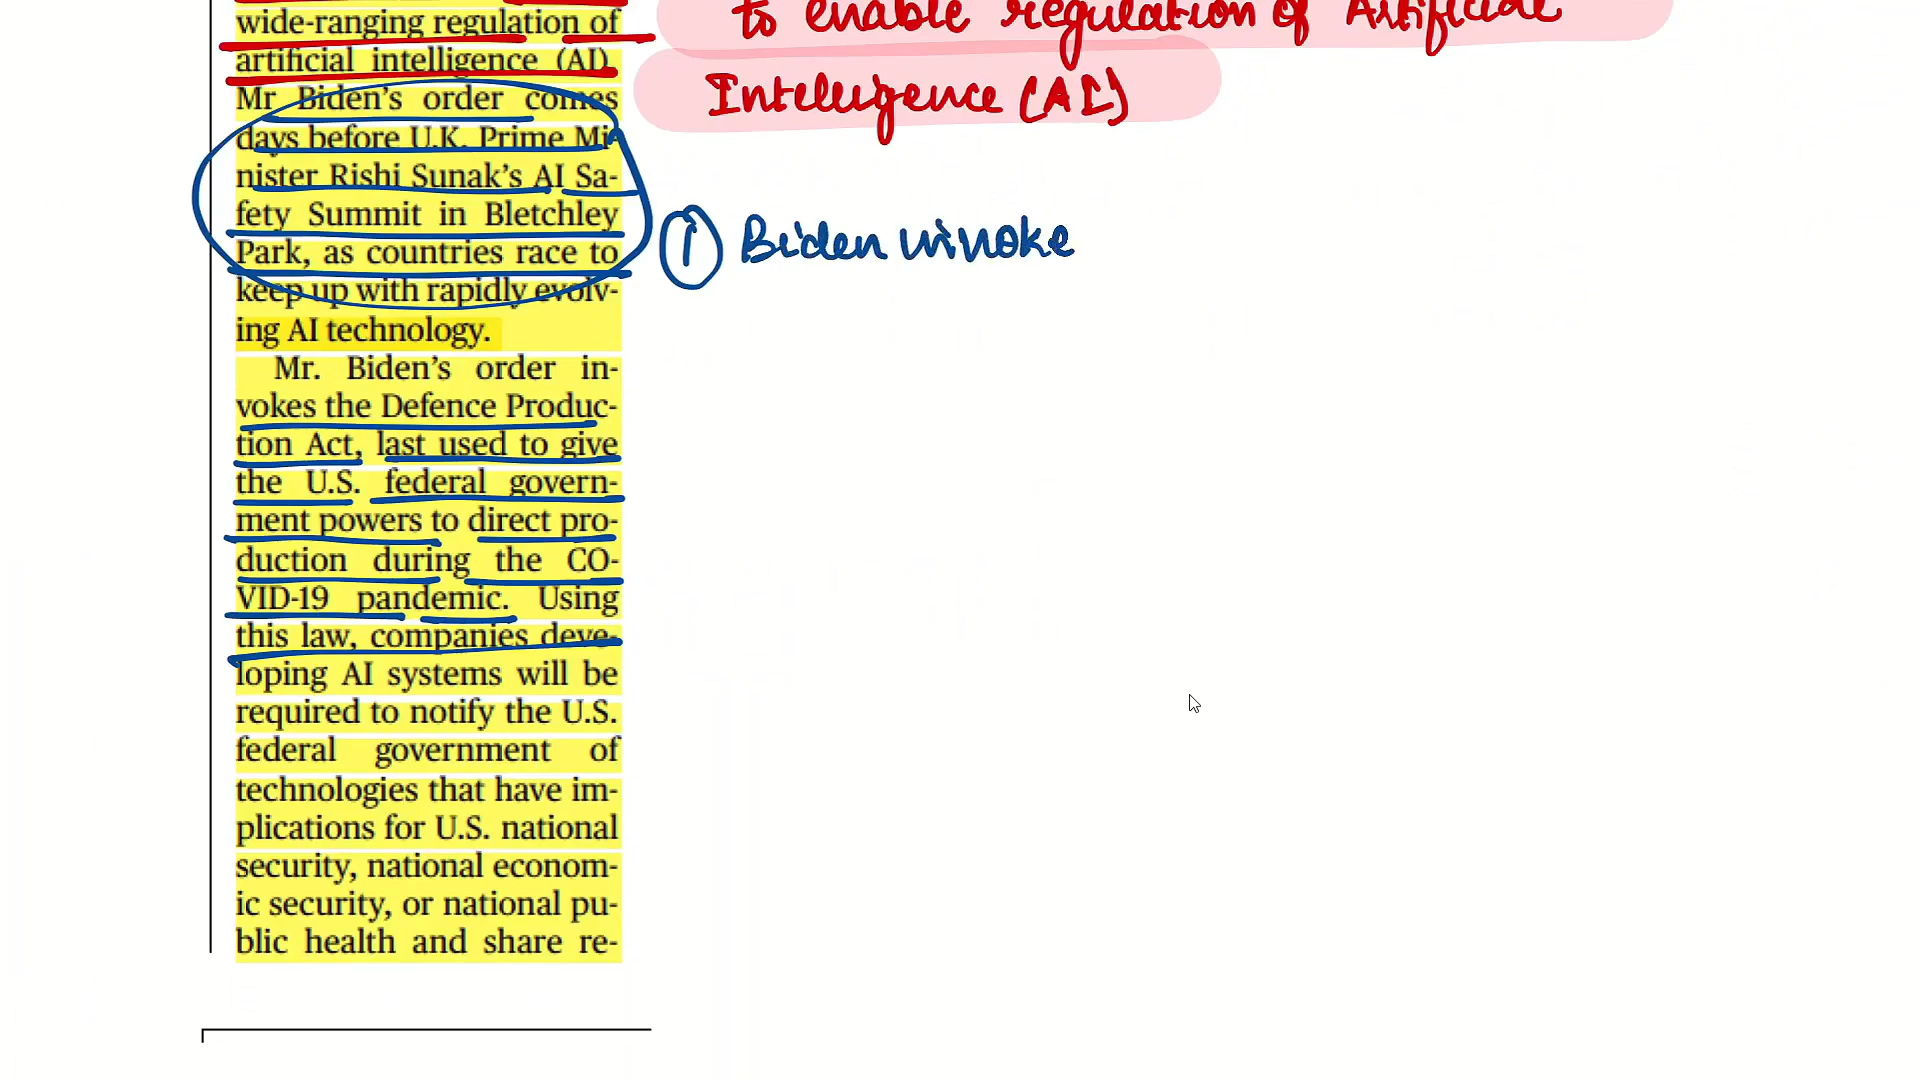 wide-ranging regulation of
artificial intelligence (AI).
Mr Biden's order comes
days before U.K. Prime Mi-
nister Rishi Sunak's AI Sa-
fety Summit in Bletchley
Park, as countries race to
keep up with rapidly evolv-
ing AI technology.
Mr. Biden's order in-
vokes the Defence Produc-
tion Act, last used to give
the U.S. federal govern-
ment powers to direct pro-
duction during the CO-
VID-19 pandemic. Using
this law, companies deve-
loping AI systems will be
required to notify the U.S.
federal government of
technologies that have im-
plications for U.S. national
security, national econom-
ic security, or national pu-
blic health and share re-
to enable regulation of
Intelligence (AI)
① Biden